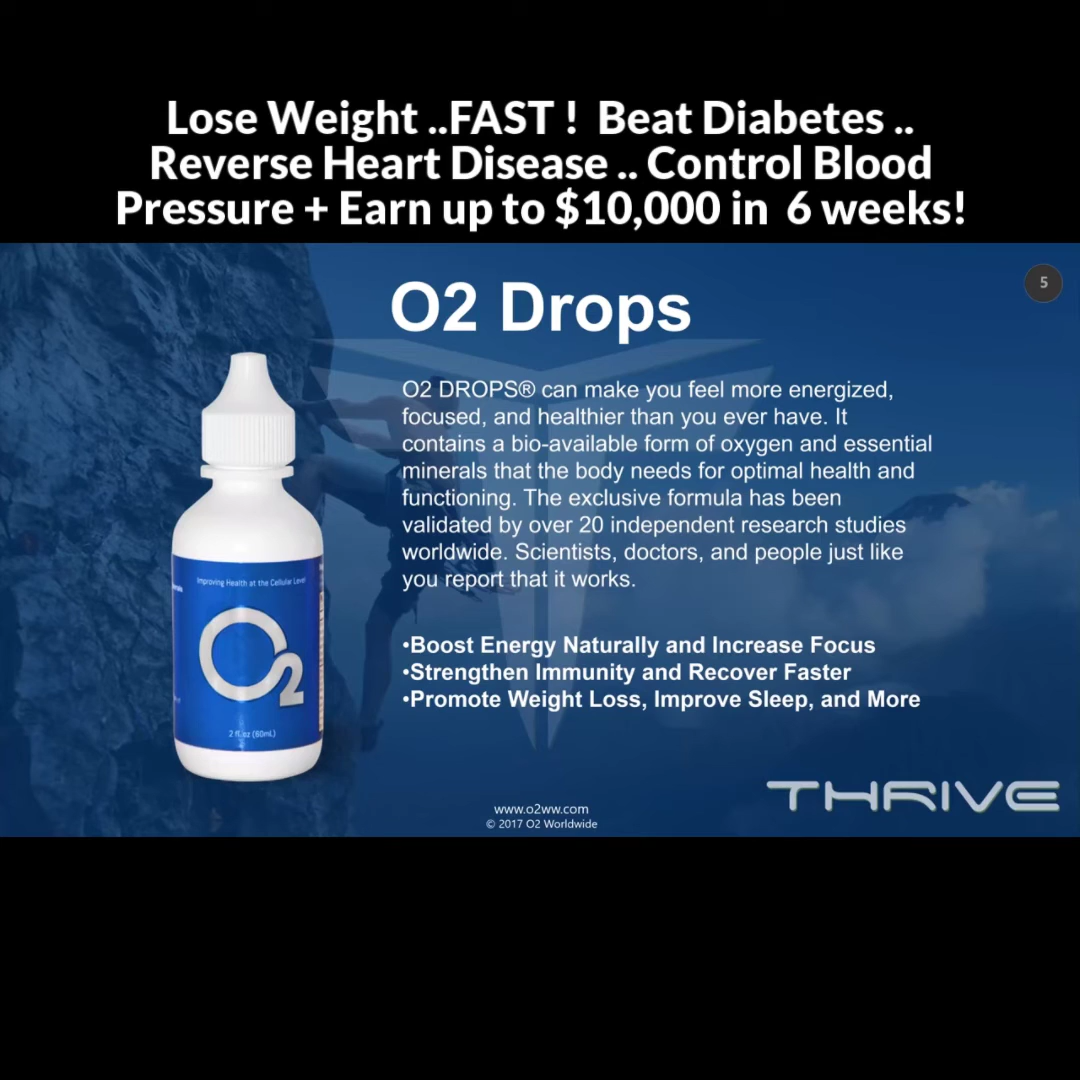 Lose Weight ..FAST ! Beat Diabetes ..
Reverse Heart Disease .. Control Blood
Pressure + Earn up to $10,000 in 6 weeks!
5
O2 Drops
O2 DROPS® can make you feel more energized,
focused, and healthier than you ever have. It
contains a bio-available form of oxygen and essential
minerals that the body needs for optimal health and
functioning. The exclusive formula has been
validated by over 20 independent research studies
worldwide. Scientists, doctors, and people just like
you report that it works.
•Boost Energy Naturally and Increase Focus
•Strengthen Immunity and Recover Faster
•Promote Weight Loss, Improve Sleep, and More
Improving Health at the Cellular Level
O2
2 fl. oz (60mL)
THRIVE
www.o2ww.com
© 2017 O2 Worldwide